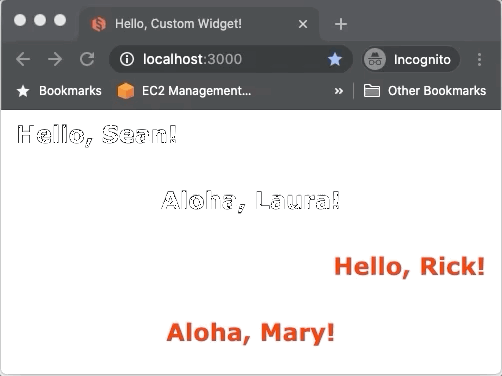 Hello, Custom Widget!
localhost:3000
Incognito
Bookmarks
EC2 Management...
»
Other Bookmarks
Hello, Sean!
Aloha, Laura!
Hello, Rick!
Aloha, Mary!